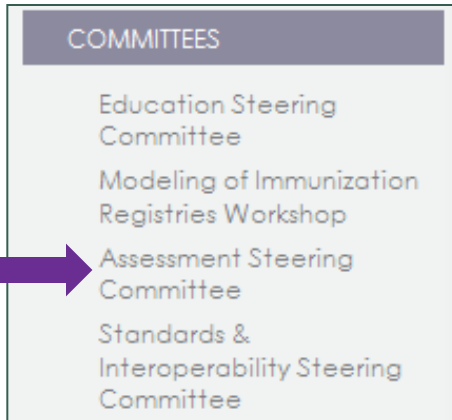 COMMITTEES
Education Steering
Committee
Modeling of Immunization
Registries Workshop
Assessment Steering
Committee
Standards &
Interoperability Steering
Committee